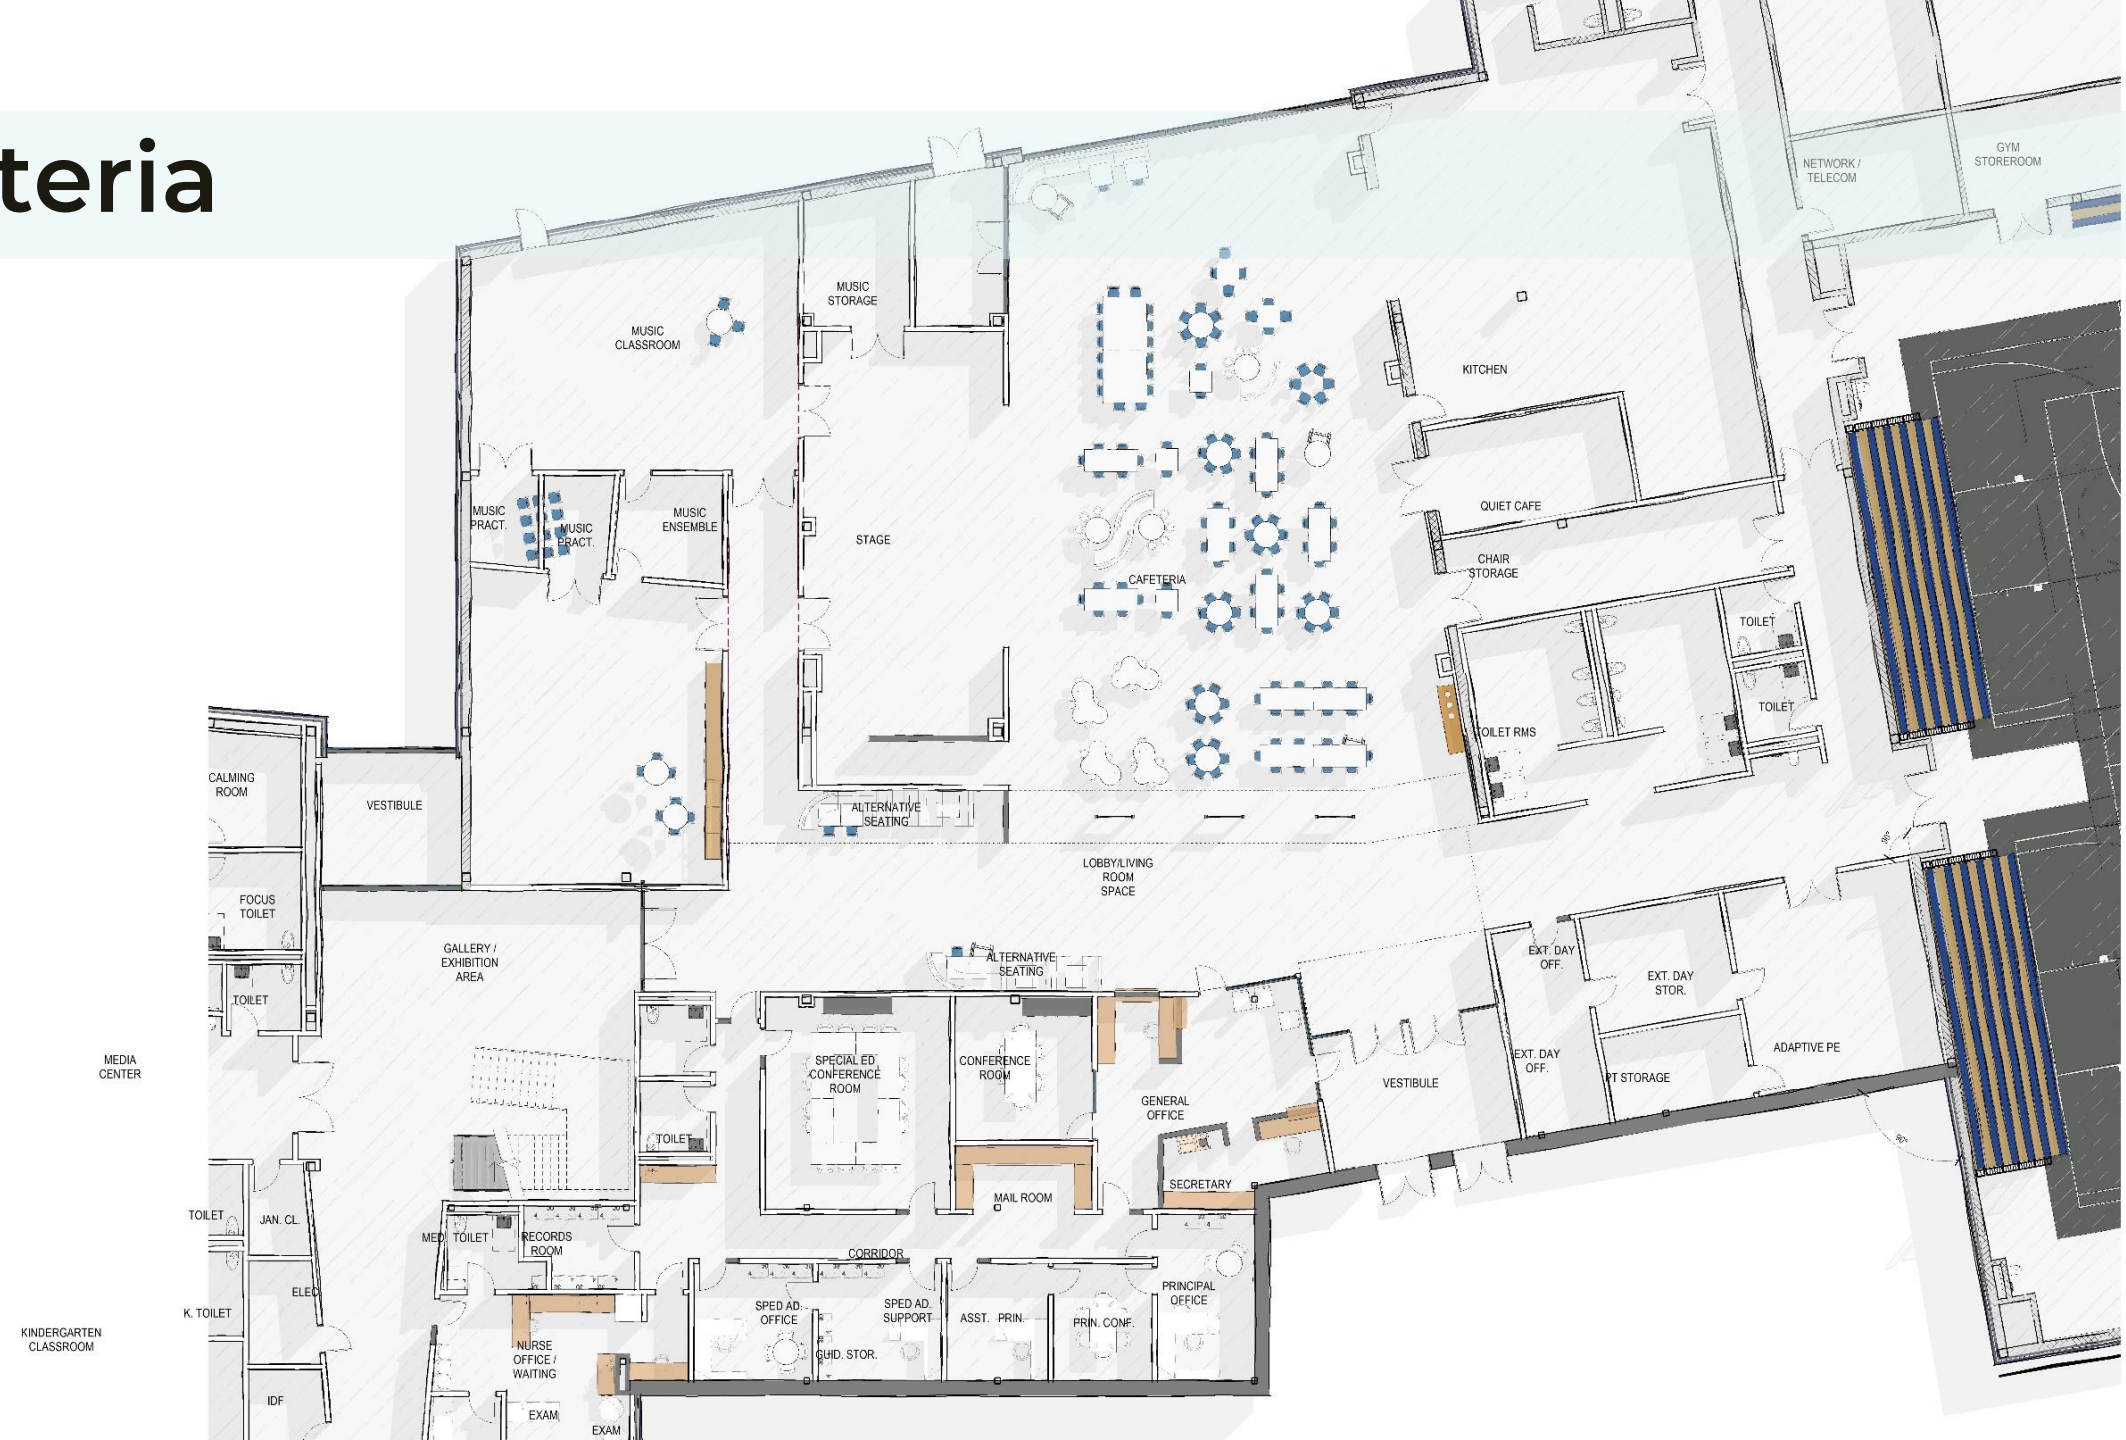 teria
GYM
STOREROOM
NETWORK /
TELECOM
MUSIC
STORAGE
MUSIC
CLASSROOM
KITCHEN
MUSIC
PRACT.
MUSIC
PRACT.
MUSIC
ENSEMBLE
QUIET CAFE
STAGE
CHAIR
STORAGE
CAFETERIA
TOILET
TOILET
TOILET RMS
CALMING
ROOM
VESTIBULE
ALTERNATIVE
SEATING
90°
LOBBY/LIVING
ROOM
SPACE
FOCUS
TOILET
GALLERY /
EXHIBITION
AREA
ALTERNATIVE
SEATING
EXT. DAY
OFF.
EXT. DAY
STOR.
TOILET
MEDIA
CENTER
SPECIAL ED
CONFERENCE
ROOM
CONFERENCE
ROOM
GENERAL
OFFICE
VESTIBULE
EXT. DAY
OFF.
PT STORAGE
ADAPTIVE PE
90°
TOILET
SECRETARY
MAIL ROOM
TOILET
JAN. CL.
MED. TOILET
RECORDS
ROOM
CORRIDOR
ELEC
K. TOILET
KINDERGARTEN
CLASSROOM
SPED AD.
OFFICE
SPED AD.
SUPPORT
ASST. PRIN.
PRIN. CONF.
PRINCIPAL
OFFICE
NURSE
OFFICE /
WAITING
GUID. STOR.
IDF
EXAM
EXAM